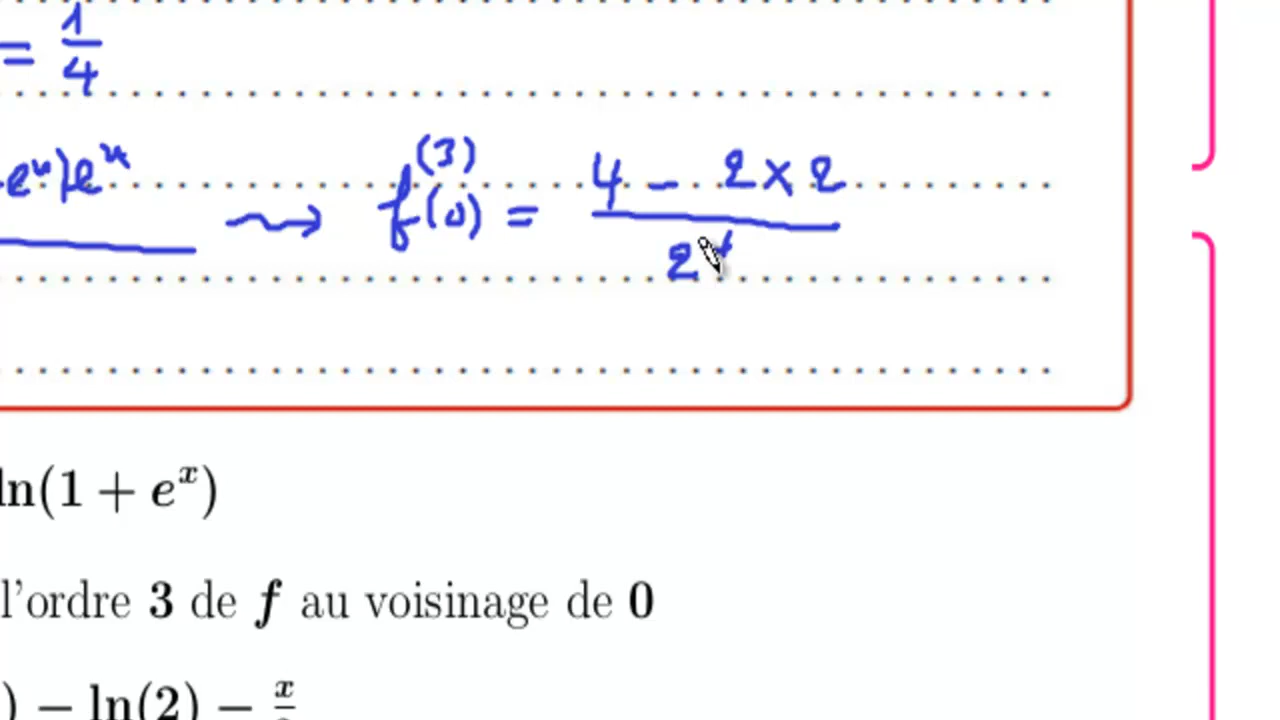 = 1/4
e^x)e^x ⇝ f^(3)(0) = (4 - 2×2)/2^4
ln(1 + e^x)
l'ordre 3 de f au voisinage de 0
) − ln(2) − x